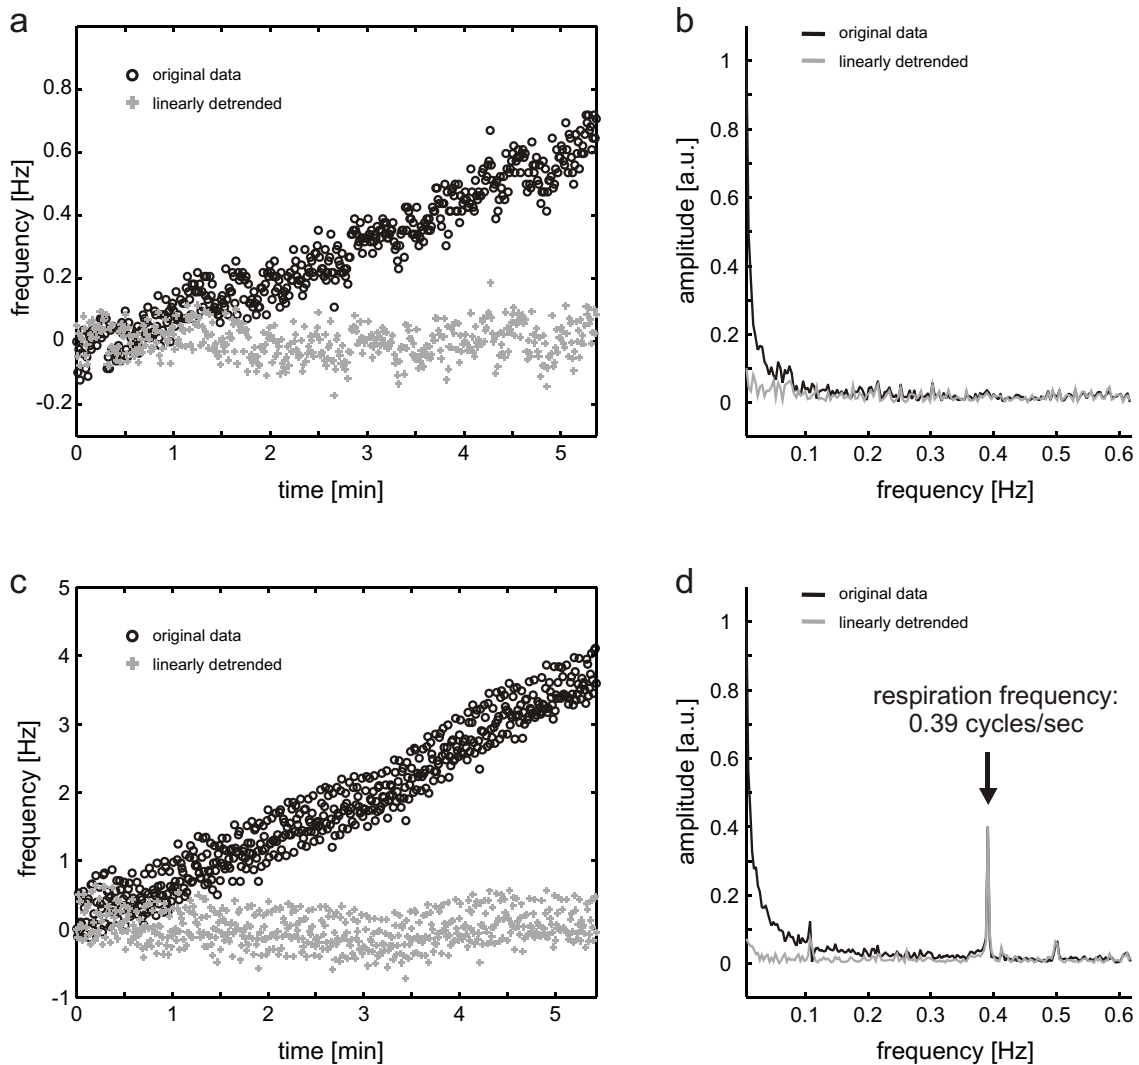 a
original data
linearly detrended
frequency [Hz]
0.8
0.6
0.4
0.2
0
-0.2
0 1 2 3 4 5
time [min]
b
original data
linearly detrended
amplitude [a.u.]
1
0.8
0.6
0.4
0.2
0
0.1 0.2 0.3 0.4 0.5 0.6
frequency [Hz]
c
original data
linearly detrended
frequency [Hz]
5
4
3
2
1
0
-1
0 1 2 3 4 5
time [min]
d
original data
linearly detrended
respiration frequency:
0.39 cycles/sec
amplitude [a.u.]
1
0.8
0.6
0.4
0.2
0
0.1 0.2 0.3 0.4 0.5 0.6
frequency [Hz]